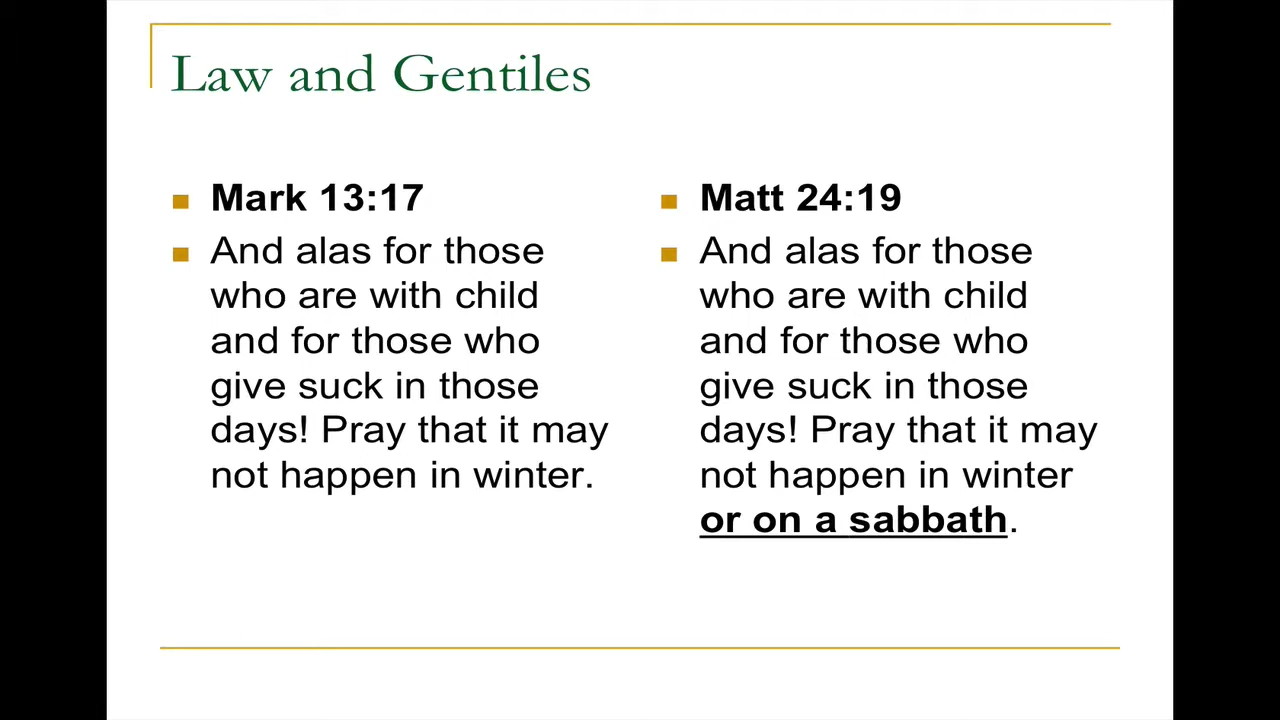 Law and Gentiles
Mark 13:17
And alas for those
who are with child
and for those who
give suck in those
days! Pray that it may
not happen in winter.
Matt 24:19
And alas for those
who are with child
and for those who
give suck in those
days! Pray that it may
not happen in winter
or on a sabbath.